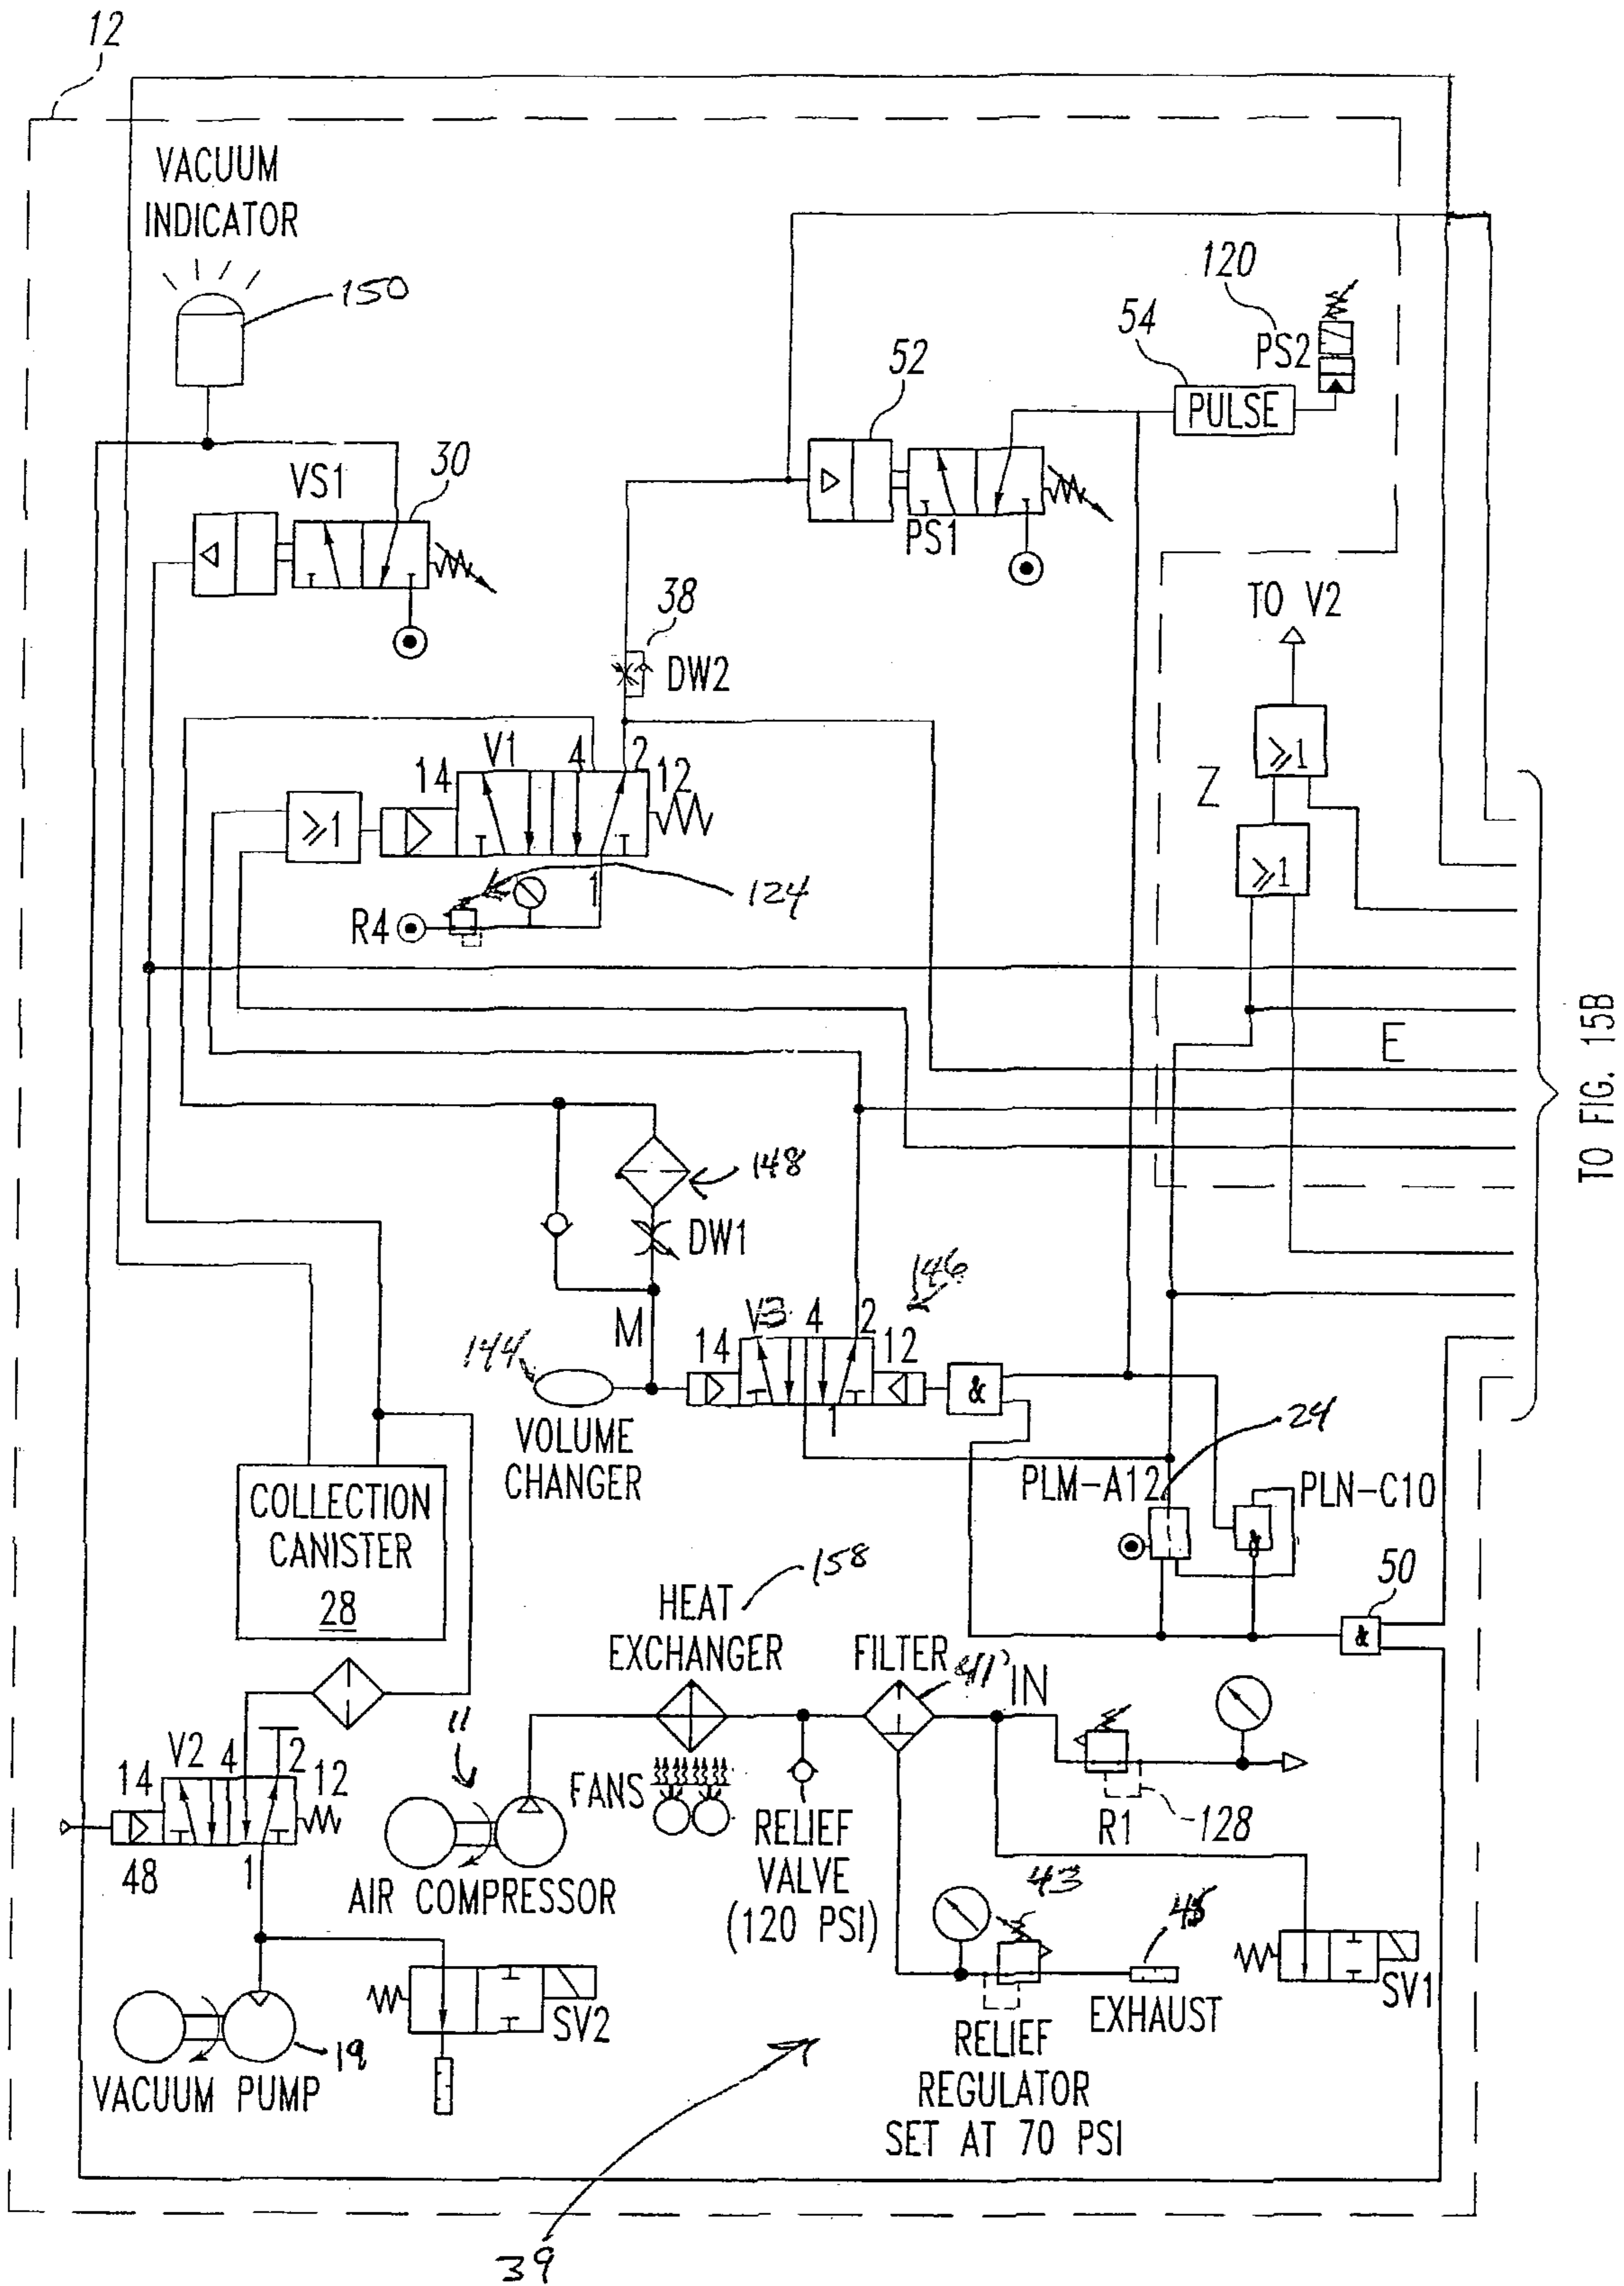 12
VACUUM
INDICATOR
150
120
PS2
54
PULSE
52
PS1
VS1
30
38
DW2
TO V2
≥1
Z
≥1
V1
4
2
14
12
≥1
1
124
R4
E
TO FIG. 15B
148
DW1
M
146
V3
4
2
14
12
1
&
144
VOLUME
CHANGER
24
PLM-A12
PLN-C10
50
&
COLLECTION
CANISTER
28
HEAT
EXCHANGER
158
FILTER
41'
IN
11
V2
4
2
14
12
48
1
FANS
RELIEF
VALVE
(120 PSI)
R1
128
AIR COMPRESSOR
43
45
SV1
EXHAUST
RELIEF
REGULATOR
SET AT 70 PSI
SV2
19
VACUUM PUMP
39